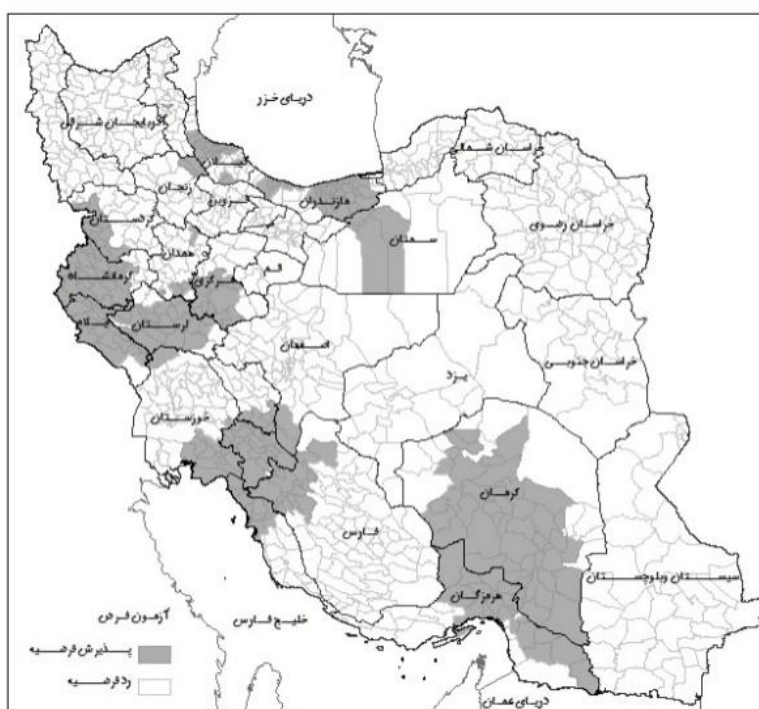 دریای خزر
آذربایجان شرقی
خراسان شمالی
گیلان
زنجان
مازندران
قزوین
خراسان رضوی
کردستان
سمنان
همدان
قم
کرمانشاه
مرکزی
ایلام
لرستان
اصفهان
خراسان جنوبی
یزد
خوزستان
کرمان
فارس
سیستان وبلوچستان
هرمزگان
آزمون فرض
خلیج فارس
پذیرش فرضیه
رد فرضیه
دریای عمان